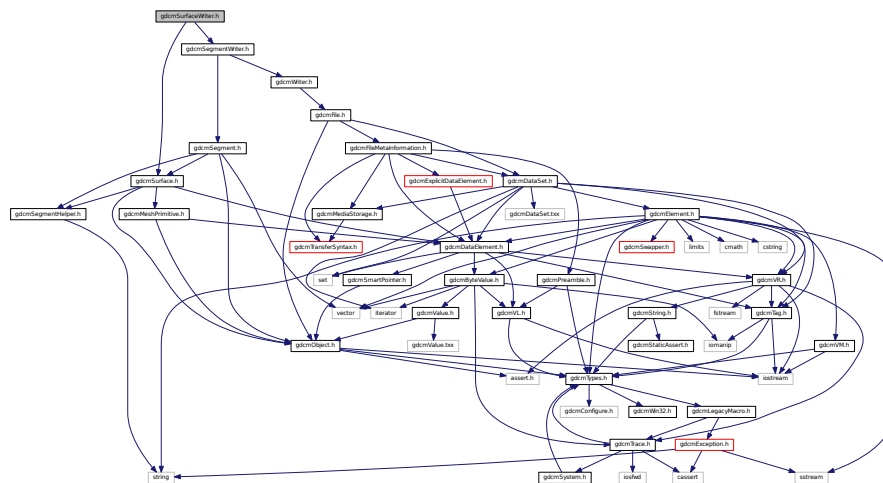 gdcmSurfaceWriter.h
gdcmSegmentWriter.h
gdcmWriter.h
gdcmFile.h
gdcmSegment.h
gdcmFileMetaInformation.h
gdcmSurface.h
gdcmExplicitDataElement.h
gdcmDataSet.h
gdcmSegmentHelper.h
gdcmMeshPrimitive.h
gdcmMediaStorage.h
gdcmDataSet.txx
gdcmElement.h
gdcmTransferSyntax.h
gdcmDataElement.h
gdcmSwapper.h
limits
cmath
cstring
set
gdcmSmartPointer.h
gdcmByteValue.h
gdcmPreamble.h
gdcmVR.h
vector
iterator
gdcmValue.h
gdcmVL.h
gdcmString.h
fstream
gdcmTag.h
gdcmObject.h
gdcmValue.txx
gdcmStaticAssert.h
iomanip
gdcmVM.h
assert.h
gdcmTypes.h
iostream
gdcmConfigure.h
gdcmWin32.h
gdcmLegacyMacro.h
gdcmTrace.h
gdcmException.h
string
gdcmSystem.h
iosfwd
cassert
sstream